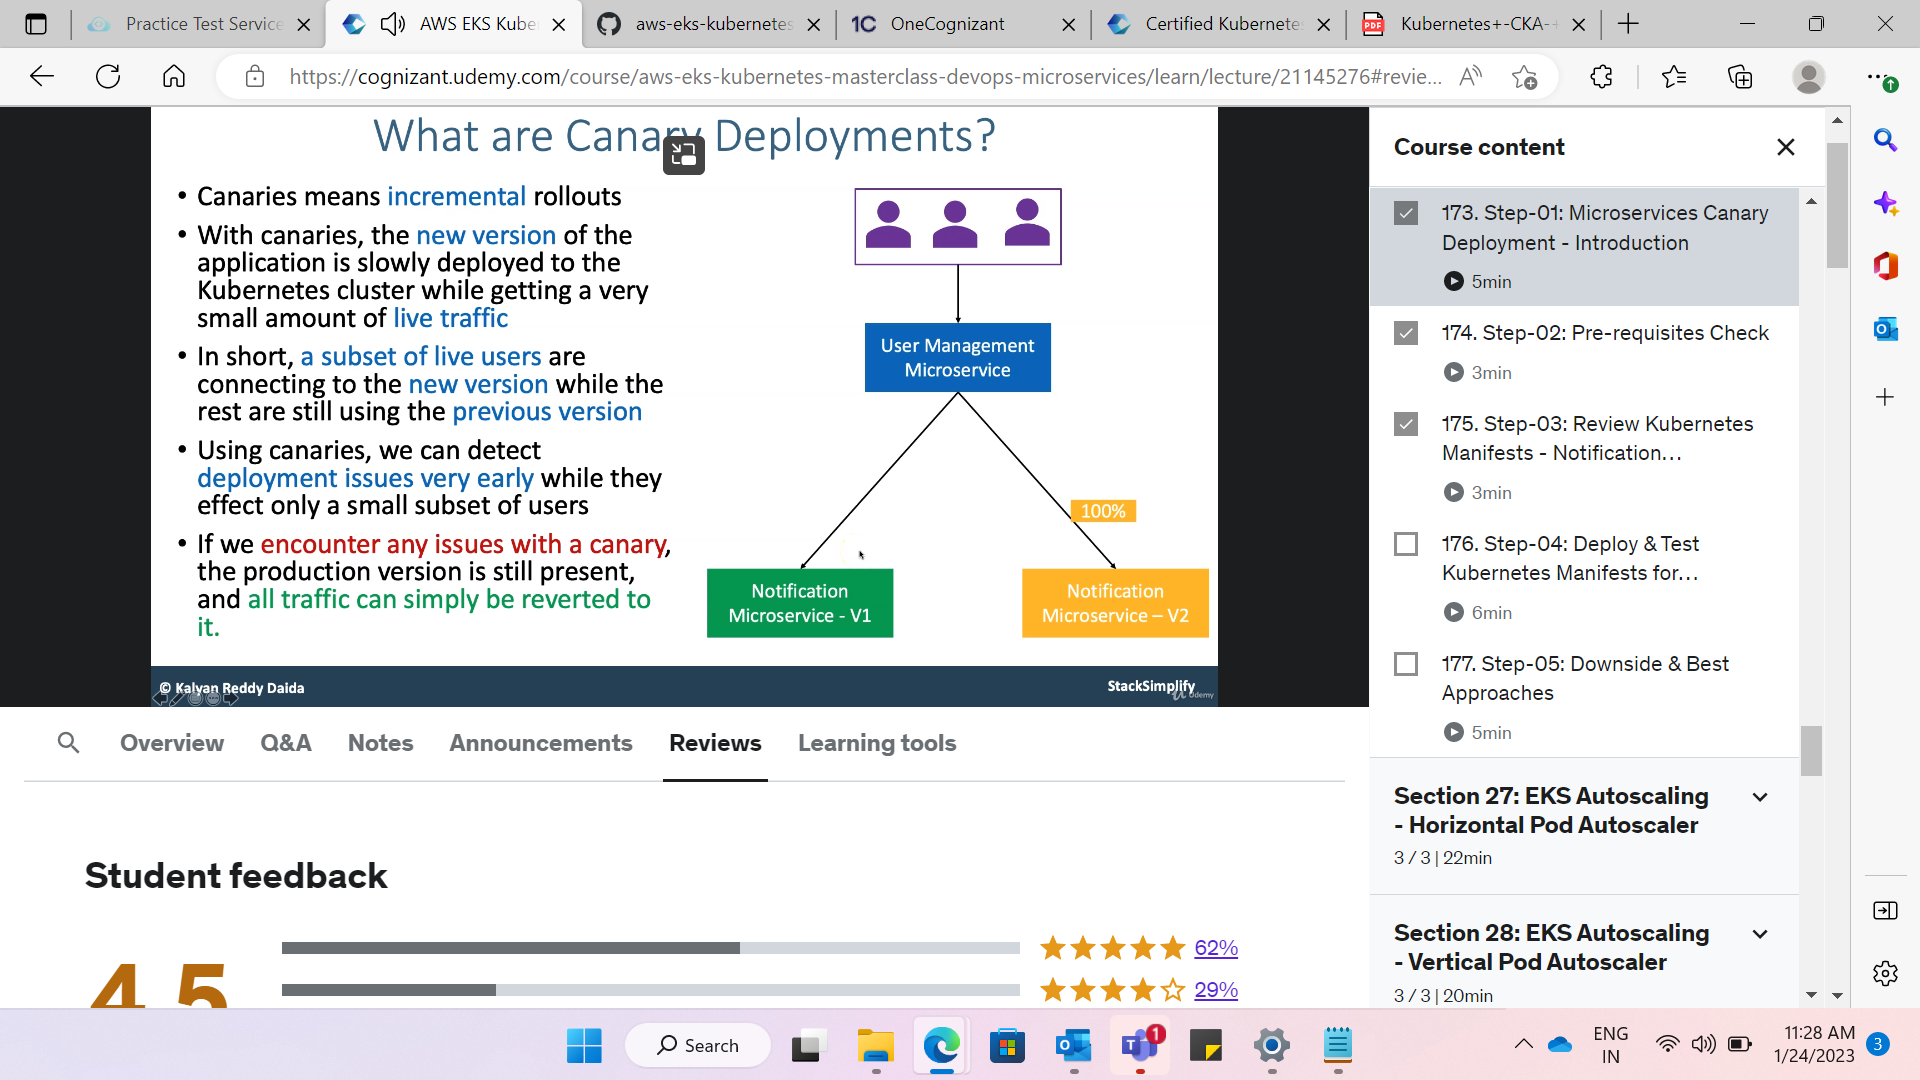 Practice Test Service
AWS EKS Kube
aws-eks-kubernetes
1C OneCognizant
Certified Kubernete
PDF
Kubernetes+-CKA-+
https://cognizant.udemy.com/course/aws-eks-kubernetes-masterclass-devops-microservices/learn/lecture/21145276#revie...
What are Canary Deployments?
• Canaries means incremental rollouts
• With canaries, the new version of the
application is slowly deployed to the
Kubernetes cluster while getting a very
small amount of live traffic
• In short, a subset of live users are
connecting to the new version while the
rest are still using the previous version
• Using canaries, we can detect
deployment issues very early while they
effect only a small subset of users
• If we encounter any issues with a canary,
the production version is still present,
and all traffic can simply be reverted to
it.
User Management
Microservice
100%
Notification
Microservice - V1
Notification
Microservice – V2
© Kalyan Reddy Daida
StackSimplify
udemy
Course content
173. Step-01: Microservices Canary
Deployment - Introduction
5min
174. Step-02: Pre-requisites Check
3min
175. Step-03: Review Kubernetes
Manifests - Notification...
3min
176. Step-04: Deploy & Test
Kubernetes Manifests for...
6min
177. Step-05: Downside & Best
Approaches
5min
Section 27: EKS Autoscaling
- Horizontal Pod Autoscaler
3 / 3 | 22min
Section 28: EKS Autoscaling
- Vertical Pod Autoscaler
3 / 3 | 20min
Overview
Q&A
Notes
Announcements
Reviews
Learning tools
Student feedback
4.5
62%
29%
Search
1
ENG
IN
11:28 AM
1/24/2023
3